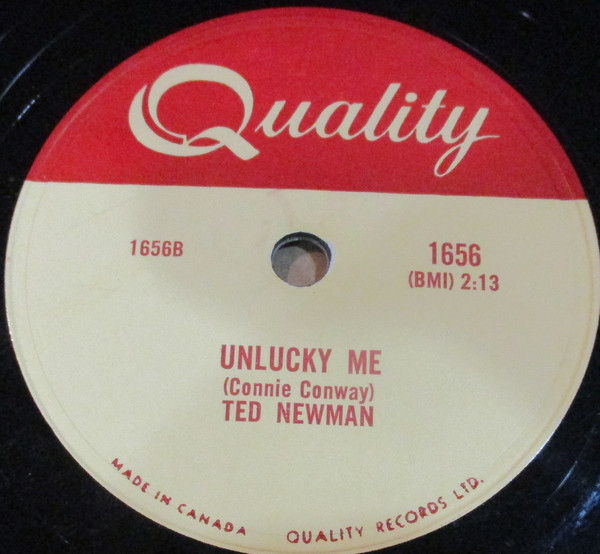 Quality
1656B
1656
(BMI) 2:13
UNLUCKY ME
(Connie Conway)
TED NEWMAN
MADE IN CANADA
QUALITY RECORDS LTD.